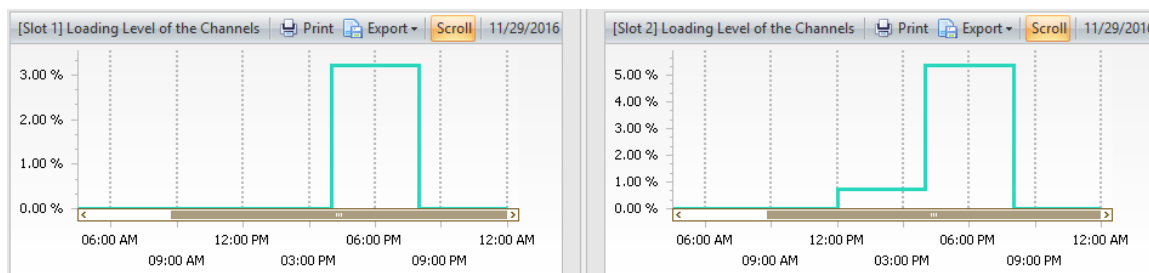 [Slot 1] Loading Level of the Channels Print Export Scroll 11/29/2016
3.00 %
2.00 %
1.00 %
0.00 %
06:00 AM 12:00 PM 06:00 PM 12:00 AM
09:00 AM 03:00 PM 09:00 PM
[Slot 2] Loading Level of the Channels Print Export Scroll 11/29/2016
5.00 %
4.00 %
3.00 %
2.00 %
1.00 %
0.00 %
06:00 AM 12:00 PM 06:00 PM 12:00 AM
09:00 AM 03:00 PM 09:00 PM